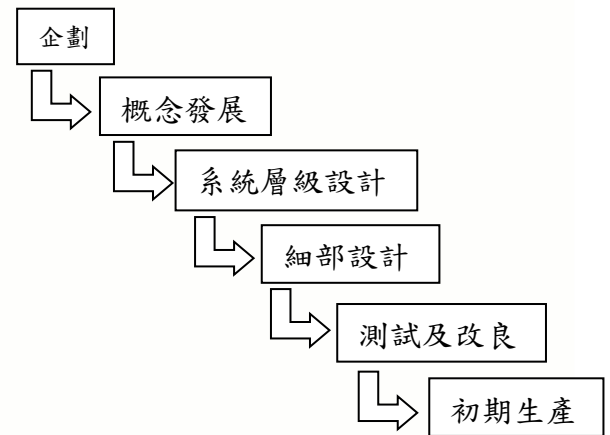 企劃
概念發展
系統層級設計
細部設計
測試及改良
初期生產